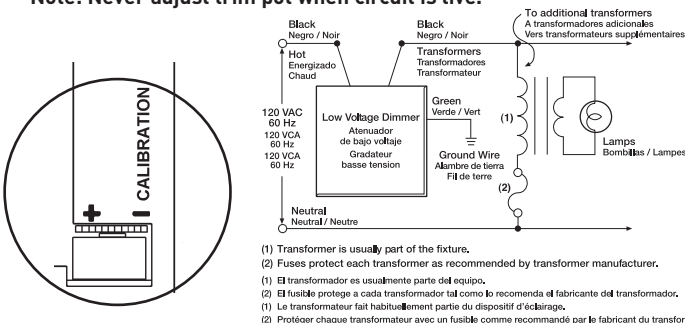 Note: Never adjust trim pot when circuit is live.
CALIBRATION
+ −
Black
Negro / Noir
Hot
Energizado
Chaud
120 VAC
60 Hz
120 VCA
60 Hz
120 VCA
60 Hz
Neutral
Neutral / Neutre
Low Voltage Dimmer
Atenuador
de bajo voltaje
Gradateur
basse tension
Black
Negro / Noir
Transformers
Transformadores
Transformateur
Green
Verde / Vert
Ground Wire
Alambre de tierra
Fil de terre
To additional transformers
A transformadores adicionales
Vers transformateurs supplémentaires
(1)
(2)
Lamps
Bombillas / Lampes
(1) Transformer is usually part of the fixture.
(2) Fuses protect each transformer as recommended by transformer manufacturer.
(1) El transformador es usualmente parte del equipo.
(2) El fusible protege a cada transformador tal como lo recomenda el fabricante del transformador.
(1) Le transformateur fait habituellement partie du dispositif d'éclairage.
(2) Protéger chaque transformateur avec un fusible comme recommandé par le fabricant du transfor